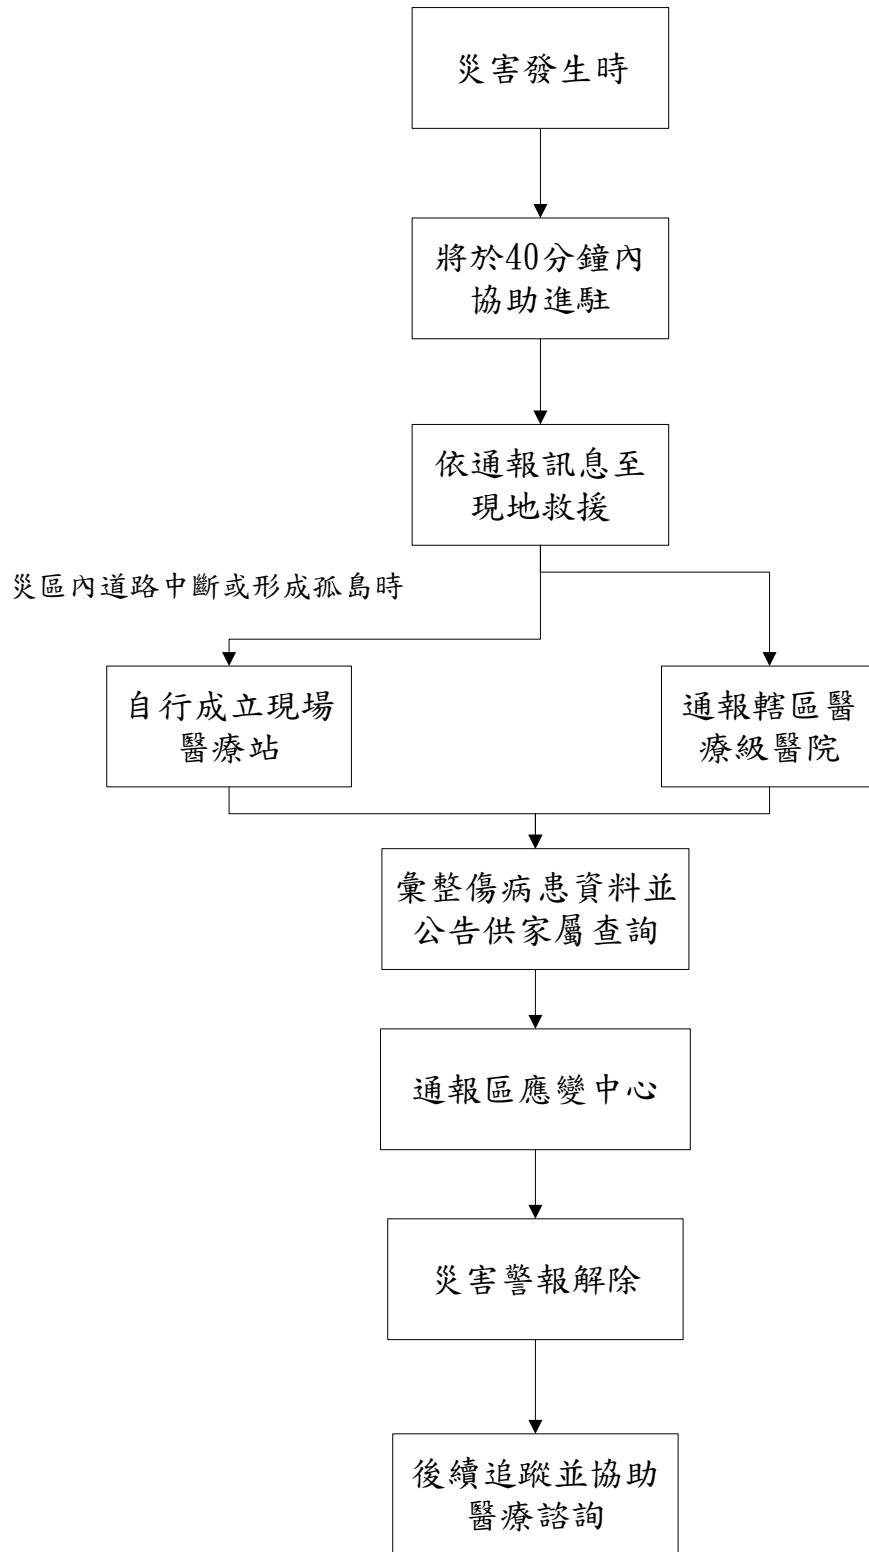 災害發生時
將於40分鐘內
協助進駐
依通報訊息至
現地救援
災區內道路中斷或形成孤島時
自行成立現場
醫療站
通報轄區醫
療級醫院
彙整傷病患資料並
公告供家屬查詢
通報區應變中心
災害警報解除
後續追蹤並協助
醫療諮詢